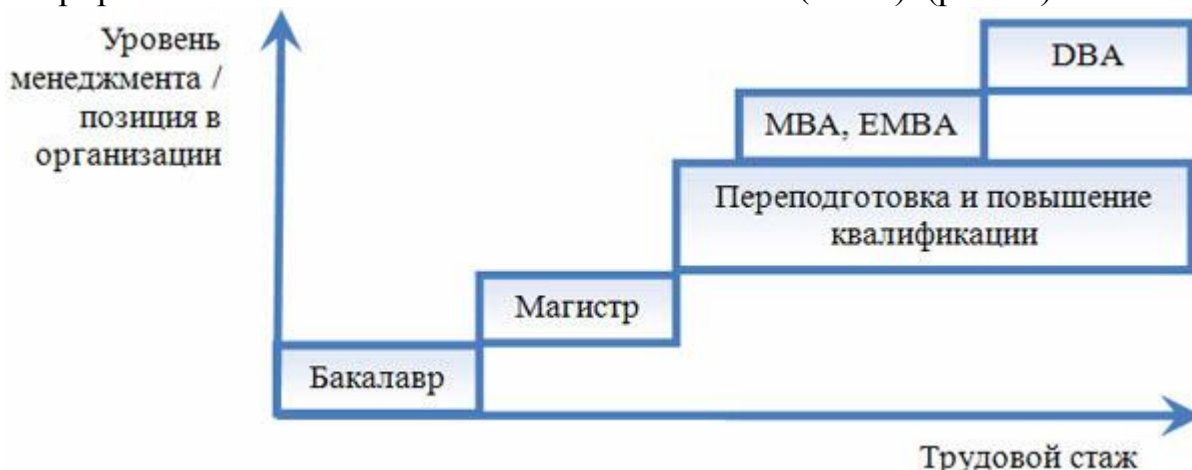 Уровень
менеджмента /
позиция в
организации
DBA
MBA, EMBA
Переподготовка и повышение
квалификации
Магистр
Бакалавр
Трудовой стаж